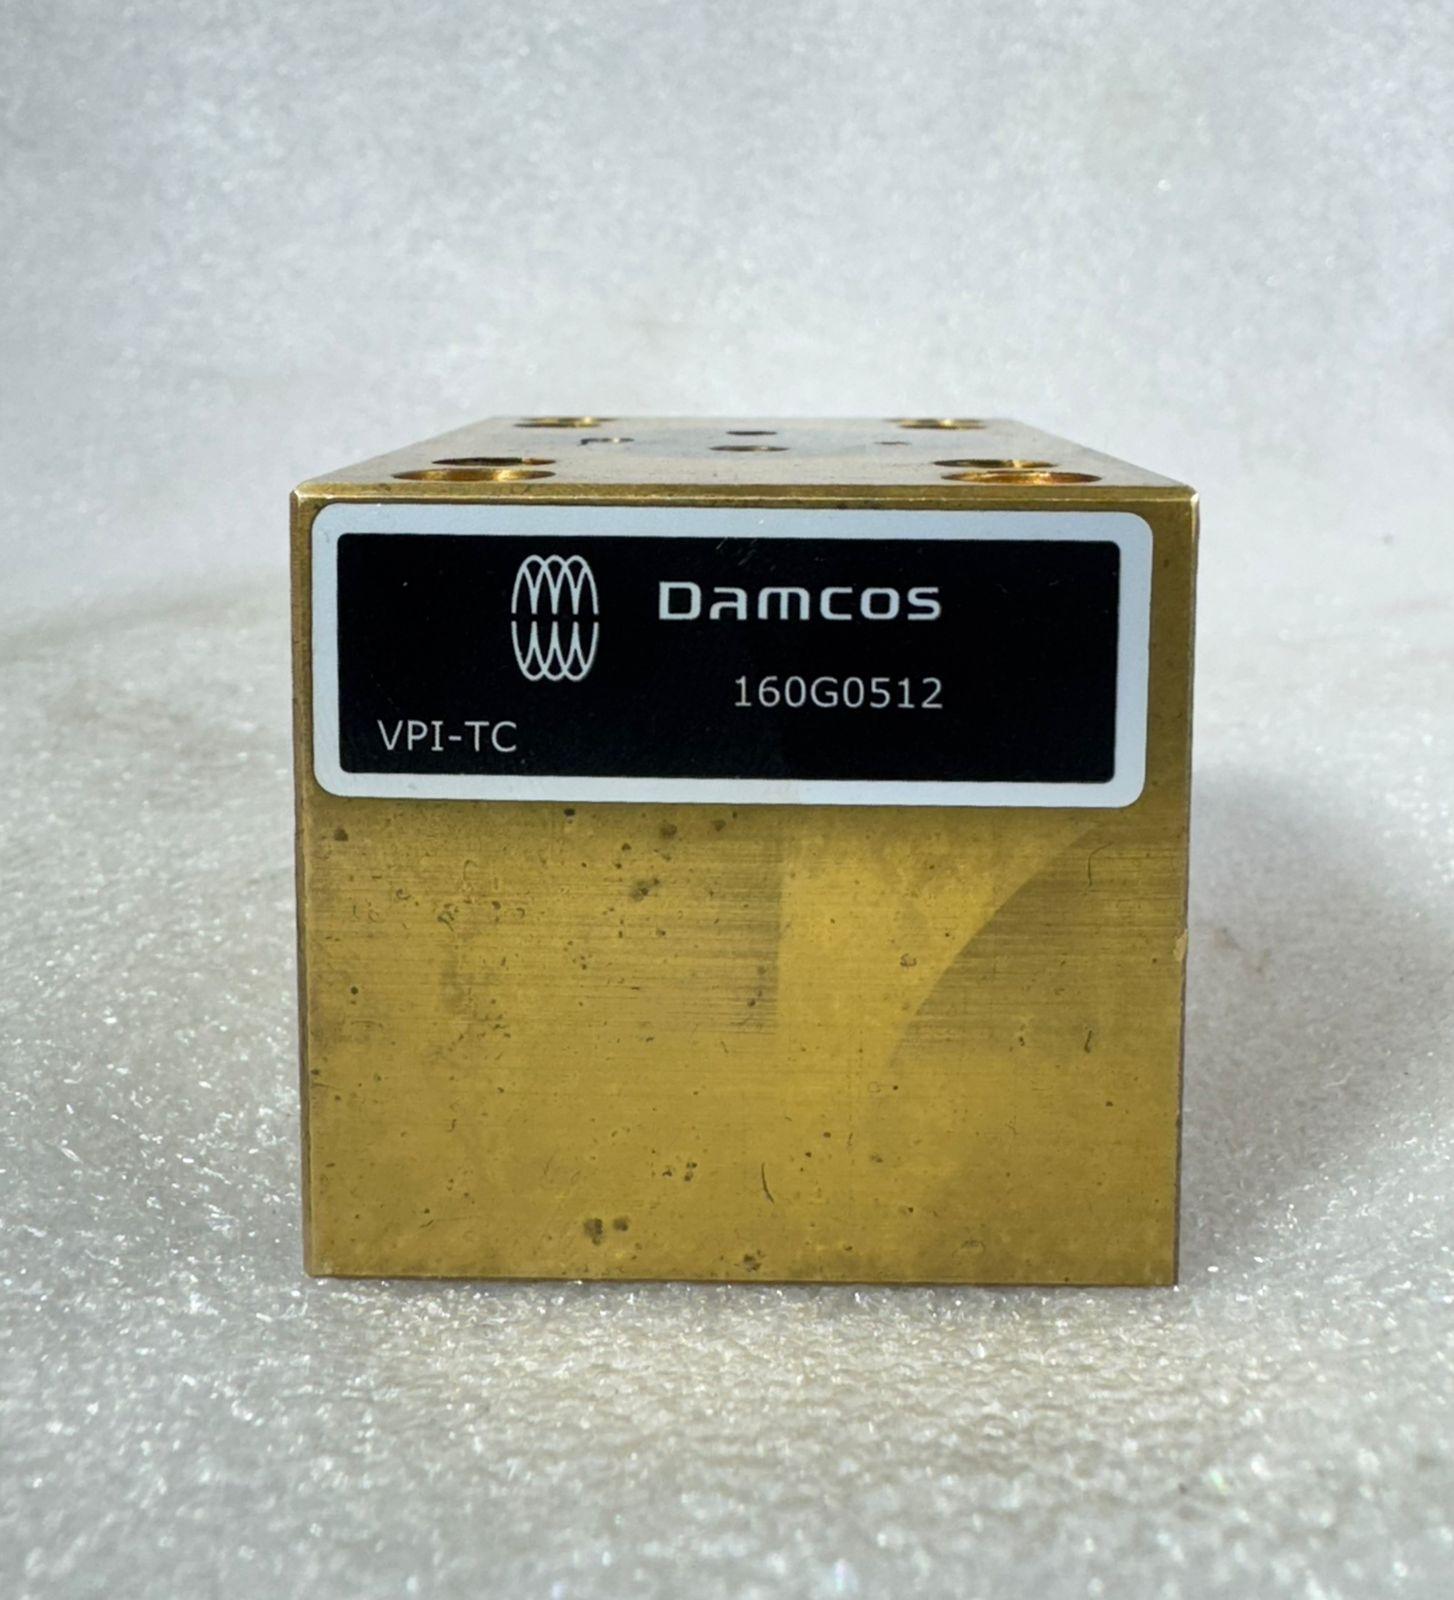 Damcos
160G0512
VPI-TC